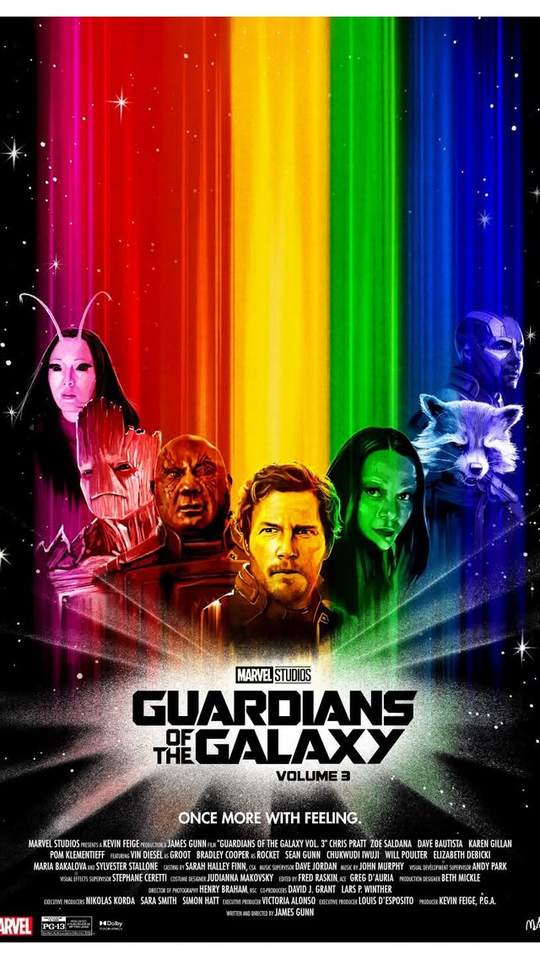 MARVEL STUDIOS
GUARDIANS
OF THE GALAXY
VOLUME 3
ONCE MORE WITH FEELING.
MARVEL STUDIOS PRESENTS A KEVIN FEIGE PRODUCTION A JAMES GUNN FILM "GUARDIANS OF THE GALAXY VOL. 3" CHRIS PRATT ZOE SALDANA DAVE BAUTISTA KAREN GILLAN
POM KLEMENTIEFF FEATURING VIN DIESEL AS GROOT BRADLEY COOPER AS ROCKET SEAN GUNN CHUKWUDI IWUJI WILL POULTER ELIZABETH DEBICKI
MARIA BAKALOVA AND SYLVESTER STALLONE CASTING BY SARAH HALLEY FINN, CSA MUSIC SUPERVISOR DAVE JORDAN MUSIC BY JOHN MURPHY VISUAL DEVELOPMENT SUPERVISOR ANDY PARK
VISUAL EFFECTS SUPERVISOR STEPHANE CERETTI COSTUME DESIGNER JUDIANNA MAKOVSKY EDITED BY FRED RASKIN, ACE GREG D'AURIA PRODUCTION DESIGNER BETH MICKLE
DIRECTOR OF PHOTOGRAPHY HENRY BRAHAM, BSC CO-PRODUCERS DAVID J. GRANT LARS P. WINTHER
EXECUTIVE PRODUCERS NIKOLAS KORDA SARA SMITH SIMON HATT EXECUTIVE PRODUCER VICTORIA ALONSO EXECUTIVE PRODUCER LOUIS D'ESPOSITO PRODUCER KEVIN FEIGE, P.G.A.
WRITTEN AND DIRECTED BY JAMES GUNN
MARVEL PG-13 Dolby